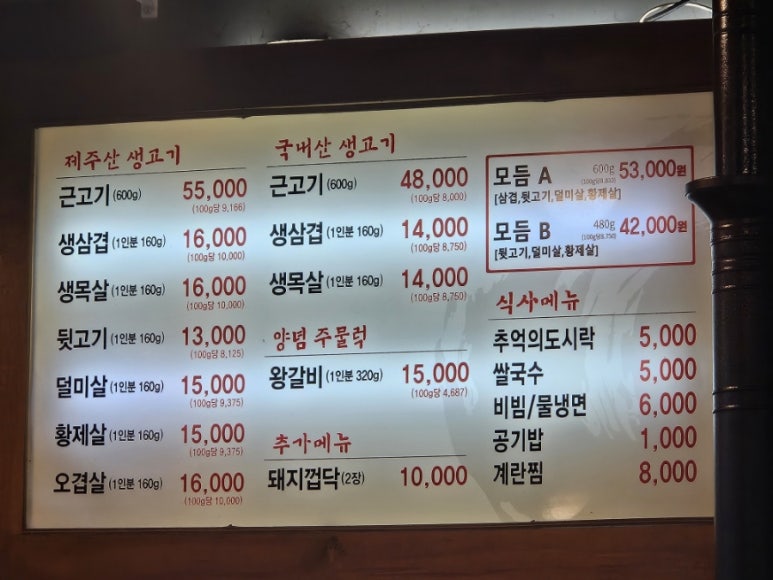 제주산 생고기
근고기 (600g) 55,000
(100g당 9,166)
생삼겹 (1인분 160g) 16,000
(100g당 10,000)
생목살 (1인분 160g) 16,000
(100g당 10,000)
뒷고기 (1인분 160g) 13,000
(100g당 8,125)
덜미살 (1인분 160g) 15,000
(100g당 9,375)
황제살 (1인분 160g) 15,000
(100g당 9,375)
오겹살 (1인분 160g) 16,000
(100g당 10,000)
국내산 생고기
근고기 (600g) 48,000
(100g당 8,000)
생삼겹 (1인분 160g) 14,000
(100g당 8,750)
생목살 (1인분 160g) 14,000
(100g당 8,750)
양념 주물럭
왕갈비 (1인분 320g) 15,000
(100g당 4,687)
추가메뉴
돼지껍닥 (2장) 10,000
모듬 A 600g 53,000원
[삼겹,뒷고기,덜미살,황제살]
모듬 B 480g 42,000원
(100g당 8,750)
[뒷고기,덜미살,황제살]
식사메뉴
추억의도시락 5,000
쌀국수 5,000
비빔/물냉면 6,000
공기밥 1,000
계란찜 8,000